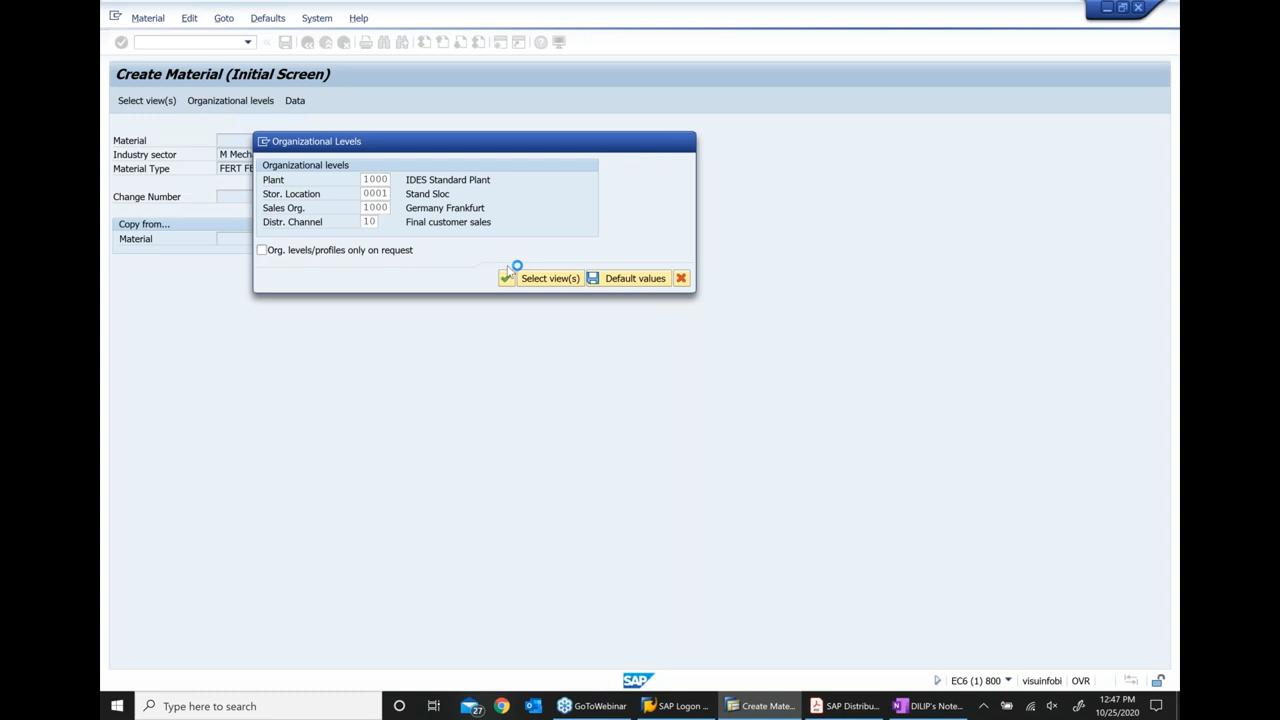 Material Edit Goto Defaults System Help
Create Material (Initial Screen)
Select view(s) Organizational levels Data
Material
Industry sector M Mech
Material Type FERT FE
Change Number
Copy from...
Material
Organizational Levels
Organizational levels
Plant 1000 IDES Standard Plant
Stor. Location 0001 Stand Sloc
Sales Org. 1000 Germany Frankfurt
Distr. Channel 10 Final customer sales
Org. levels/profiles only on request
Select view(s) Default values
SAP EC6 (1) 800 visuinfobi OVR
Type here to search 27 GoToWebinar SAP Logon ... Create Mate... SAP Distribu... DILIP's Note... 12:47 PM
10/25/2020